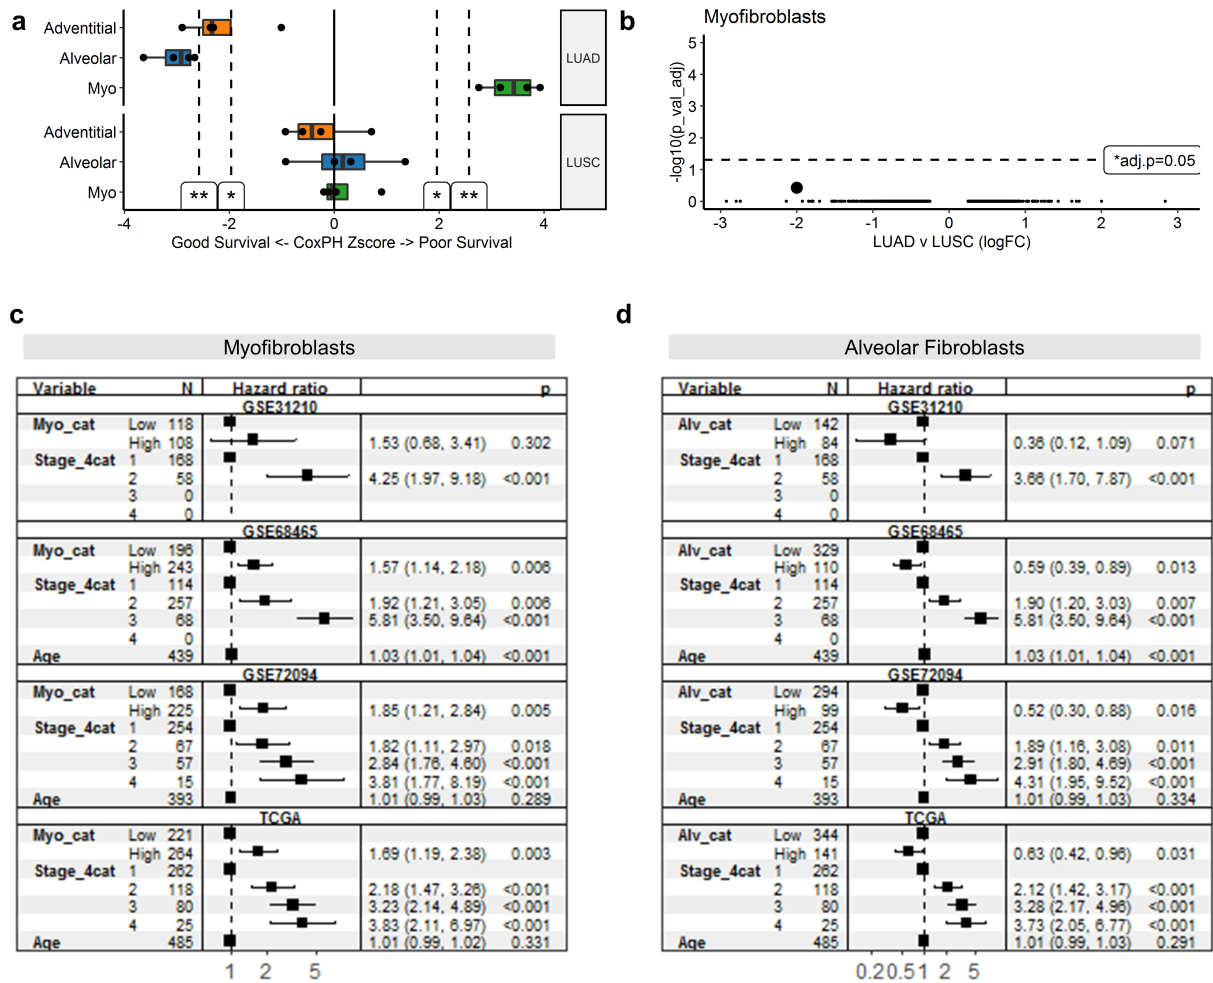 a
Adventitial
Alveolar
Myo
LUAD
Adventitial
Alveolar
Myo
LUSC
** * * **
-4 -2 0 2 4
Good Survival <- CoxPH Zscore -> Poor Survival
b
Myofibroblasts
-log10(p_val_adj)
5
4
3
2
1
0
*adj.p=0.05
-3 -2 -1 0 1 2 3
LUAD v LUSC (logFC)
c
Myofibroblasts
Variable N Hazard ratio p
GSE31210
Myo_cat Low 118
High 108 1.53 (0.68, 3.41) 0.302
Stage_4cat 1 168
2 58 4.25 (1.97, 9.18) <0.001
3 0
4 0
GSE68465
Myo_cat Low 196
High 243 1.57 (1.14, 2.18) 0.006
Stage_4cat 1 114
2 257 1.92 (1.21, 3.05) 0.006
3 68 5.81 (3.50, 9.64) <0.001
4 0
Age 439 1.03 (1.01, 1.04) <0.001
GSE72094
Myo_cat Low 168
High 225 1.85 (1.21, 2.84) 0.005
Stage_4cat 1 254
2 67 1.82 (1.11, 2.97) 0.018
3 57 2.84 (1.76, 4.60) <0.001
4 15 3.81 (1.77, 8.19) <0.001
Age 393 1.01 (0.99, 1.03) 0.289
TCGA
Myo_cat Low 221
High 264 1.69 (1.19, 2.38) 0.003
Stage_4cat 1 262
2 118 2.18 (1.47, 3.26) <0.001
3 80 3.23 (2.14, 4.89) <0.001
4 25 3.83 (2.11, 6.97) <0.001
Age 485 1.01 (0.99, 1.02) 0.331
1 2 5
d
Alveolar Fibroblasts
Variable N Hazard ratio p
GSE31210
Alv_cat Low 142
High 84 0.36 (0.12, 1.09) 0.071
Stage_4cat 1 168
2 58 3.66 (1.70, 7.87) <0.001
3 0
4 0
GSE68465
Alv_cat Low 329
High 110 0.59 (0.39, 0.89) 0.013
Stage_4cat 1 114
2 257 1.90 (1.20, 3.03) 0.007
3 68 5.81 (3.50, 9.64) <0.001
4 0
Age 439 1.03 (1.01, 1.04) <0.001
GSE72094
Alv_cat Low 294
High 99 0.52 (0.30, 0.88) 0.016
Stage_4cat 1 254
2 67 1.89 (1.16, 3.08) 0.011
3 57 2.91 (1.80, 4.69) <0.001
4 15 4.31 (1.95, 9.52) <0.001
Age 393 1.01 (0.99, 1.03) 0.334
TCGA
Alv_cat Low 344
High 141 0.63 (0.42, 0.96) 0.031
Stage_4cat 1 262
2 118 2.12 (1.42, 3.17) <0.001
3 80 3.28 (2.17, 4.96) <0.001
4 25 3.73 (2.05, 6.77) <0.001
Age 485 1.01 (0.99, 1.03) 0.291
0.2 0.5 1 2 5